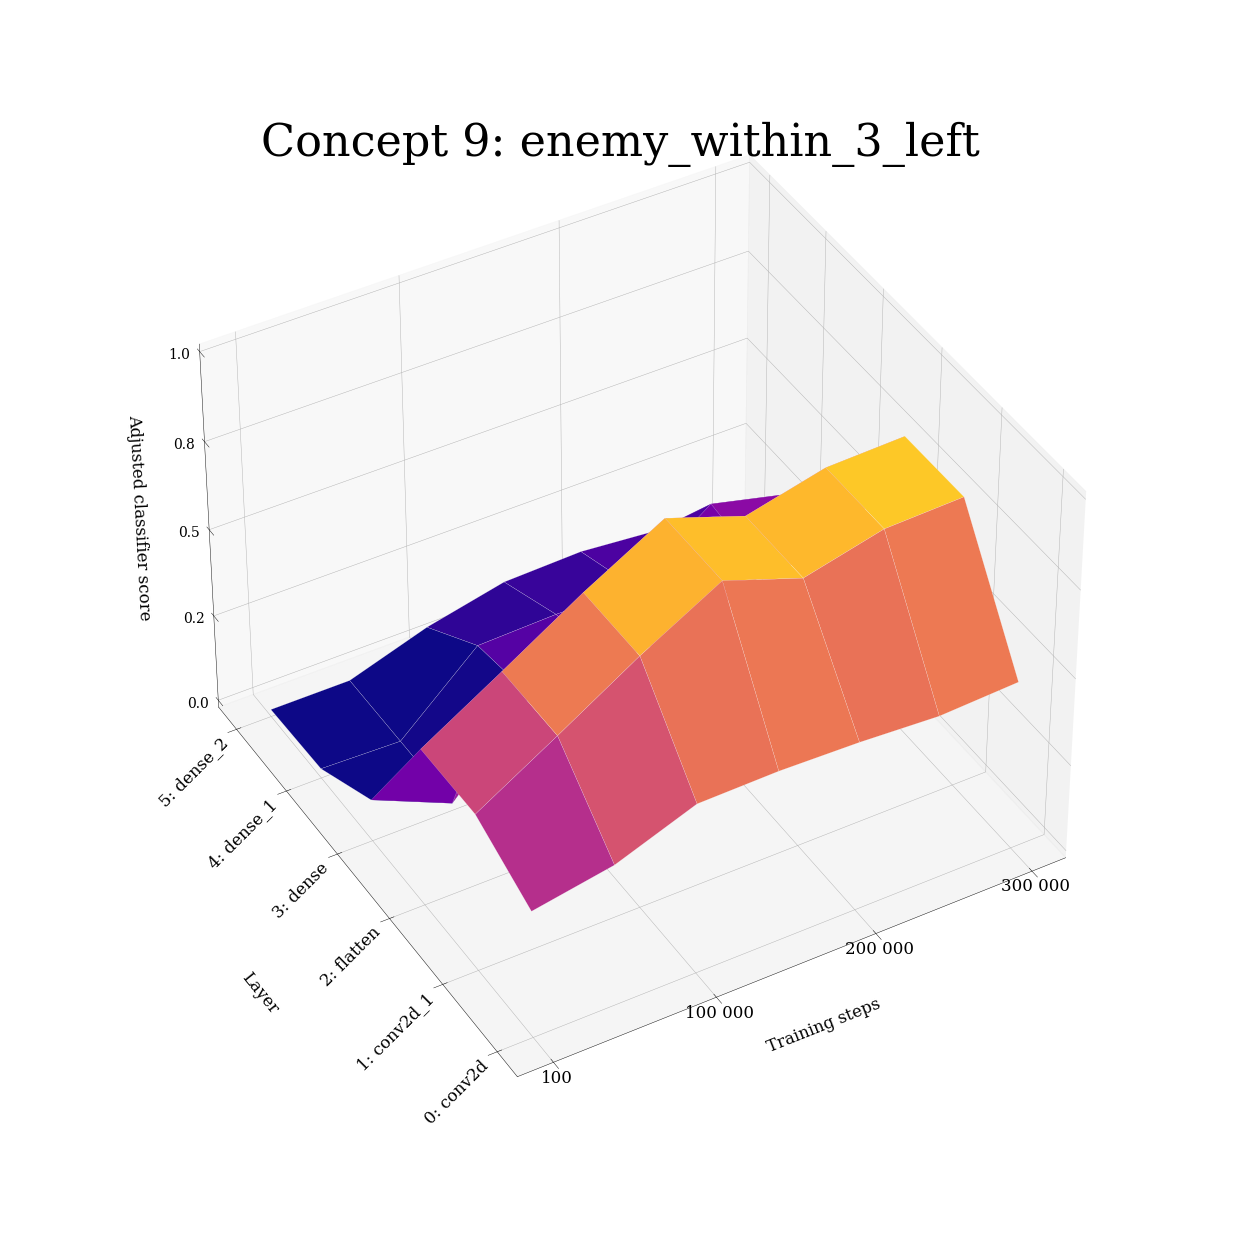 Concept 9: enemy_within_3_left
1.0
0.8
0.5
0.2
0.0
Adjusted classifier score
5: dense_2
4: dense_1
3: dense
2: flatten
1: conv2d_1
0: conv2d
Layer
100
100 000
200 000
300 000
Training steps